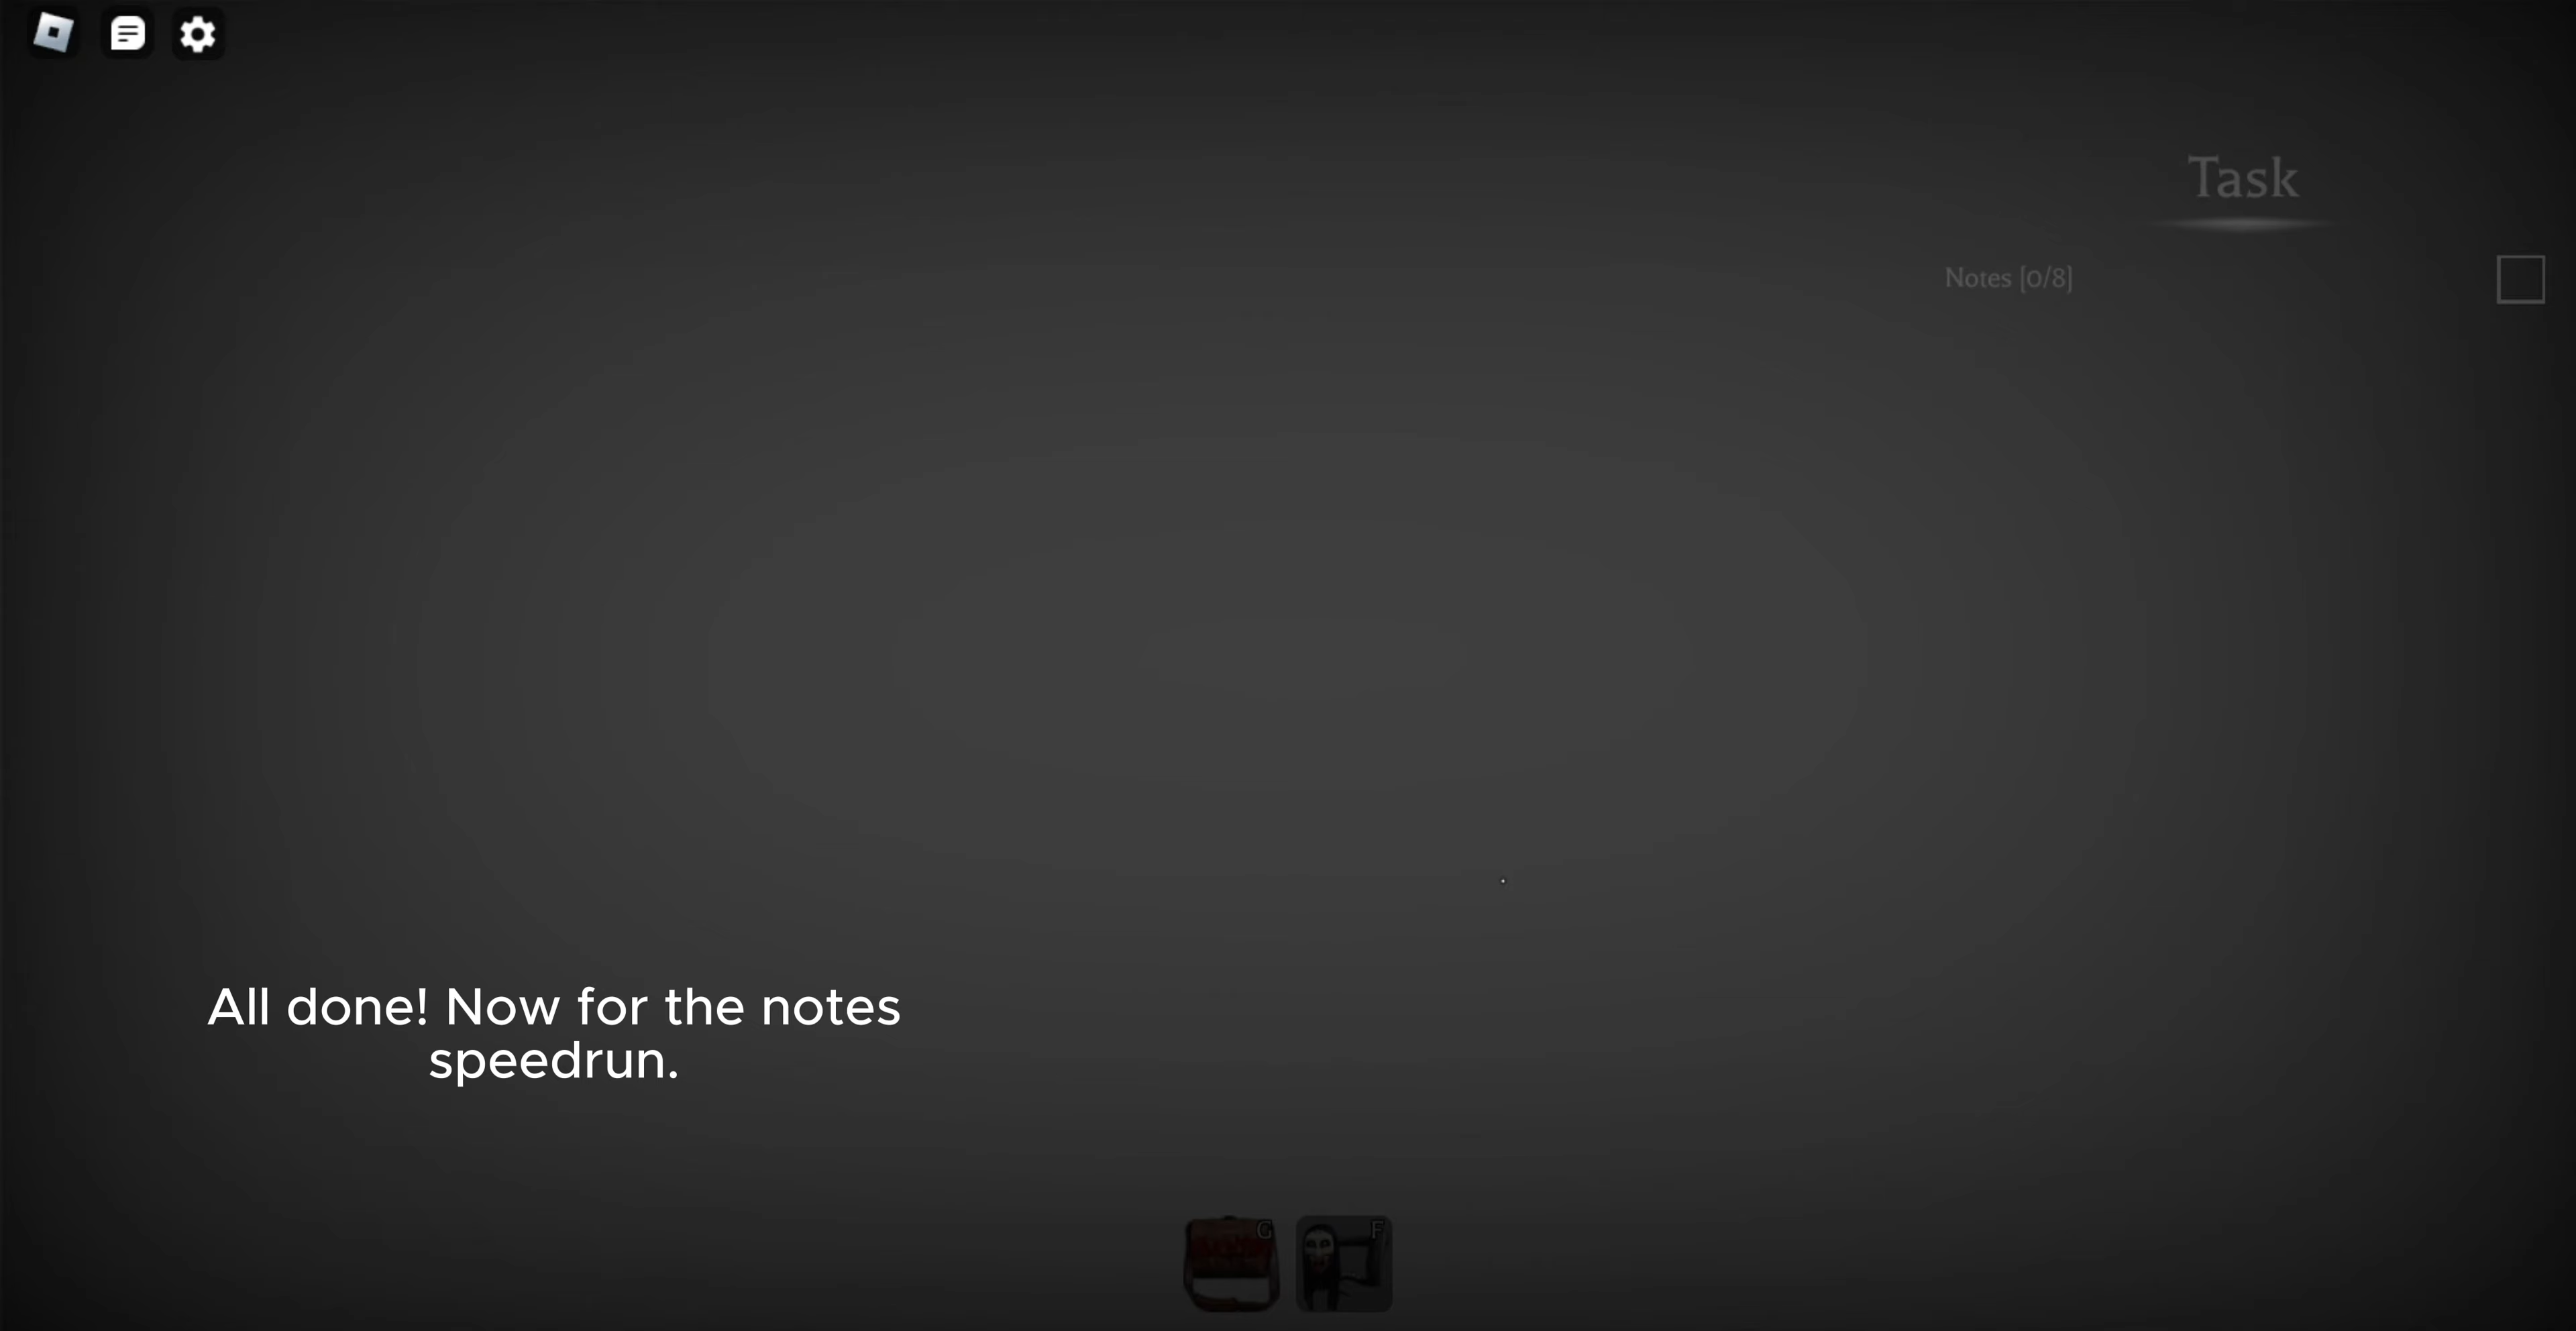 Task
Notes [0/8]
All done! Now for the notes
speedrun.
G
F